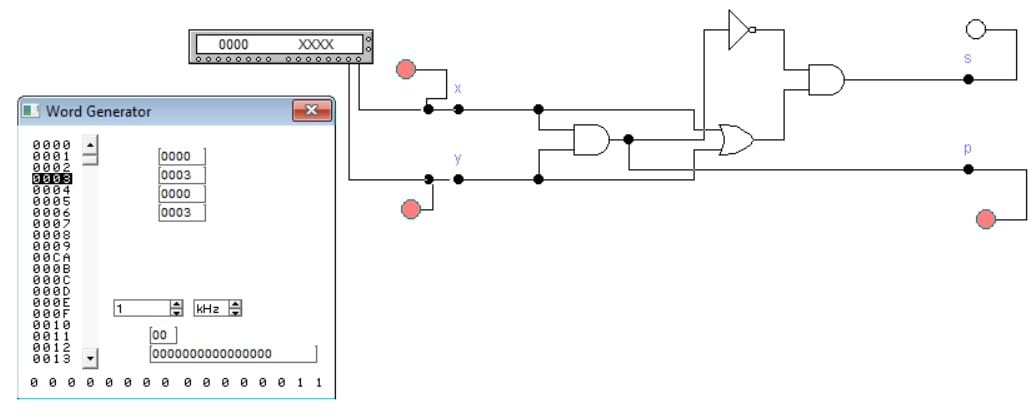 0000 XXXX
x
y
s
p
Word Generator
0000
0001
0002
0003
0004
0005
0006
0007
0008
0009
00CA
000B
000C
000D
000E
000F
0010
0011
0012
0013
0000
0003
0000
0003
1 kHz
00
0000000000000000
0 0 0 0 0 0 0 0 0 0 0 0 0 0 1 1